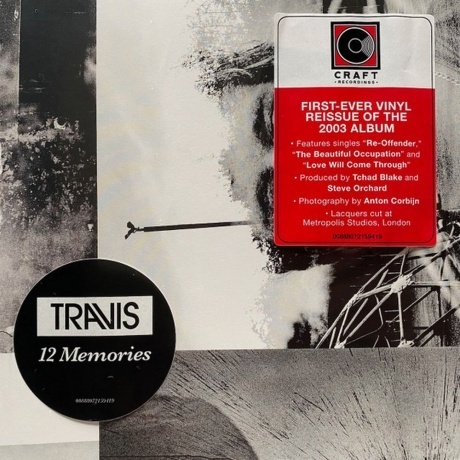 CRAFT
RECORDINGS
FIRST-EVER VINYL
REISSUE OF THE
2003 ALBUM
• Features singles “Re-Offender,”
“The Beautiful Occupation” and
“Love Will Come Through”
• Produced by Tchad Blake and
Steve Orchard
• Photography by Anton Corbijn
• Lacquers cut at
Metropolis Studios, London
TRAVIS
12 Memories